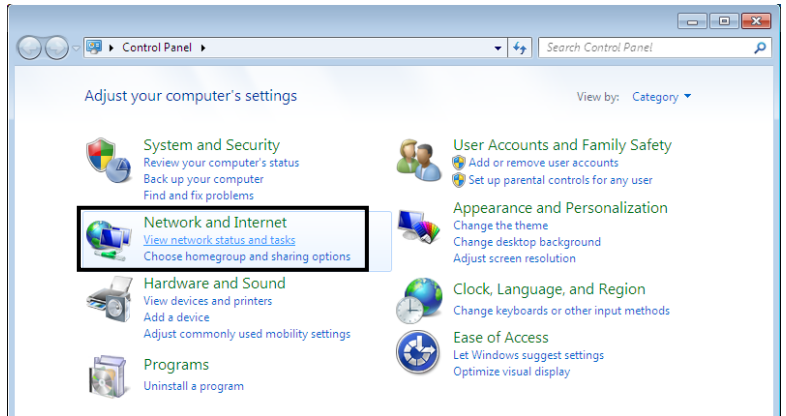 Control Panel
Search Control Panel
Adjust your computer's settings
View by: Category
System and Security
Review your computer's status
Back up your computer
Find and fix problems
Network and Internet
View network status and tasks
Choose homegroup and sharing options
Hardware and Sound
View devices and printers
Add a device
Adjust commonly used mobility settings
Programs
Uninstall a program
User Accounts and Family Safety
Add or remove user accounts
Set up parental controls for any user
Appearance and Personalization
Change the theme
Change desktop background
Adjust screen resolution
Clock, Language, and Region
Change keyboards or other input methods
Ease of Access
Let Windows suggest settings
Optimize visual display